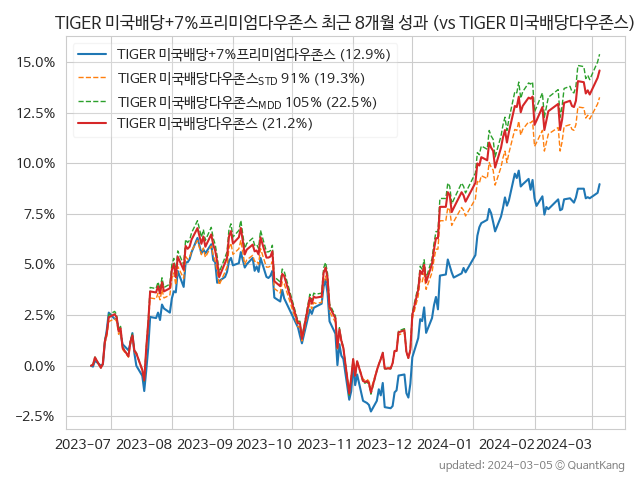 TIGER 미국배당+7%프리미엄다우존스 최근 8개월 성과 (vs TIGER 미국배당다우존스)
TIGER 미국배당+7%프리미엄다우존스 (12.9%)
TIGER 미국배당다우존스STD 91% (19.3%)
TIGER 미국배당다우존스MDD 105% (22.5%)
TIGER 미국배당다우존스 (21.2%)
15.0%
12.5%
10.0%
7.5%
5.0%
2.5%
0.0%
−2.5%
2023-07 2023-08 2023-09 2023-10 2023-11 2023-12 2024-01 2024-02 2024-03
updated: 2024-03-05 © QuantKang